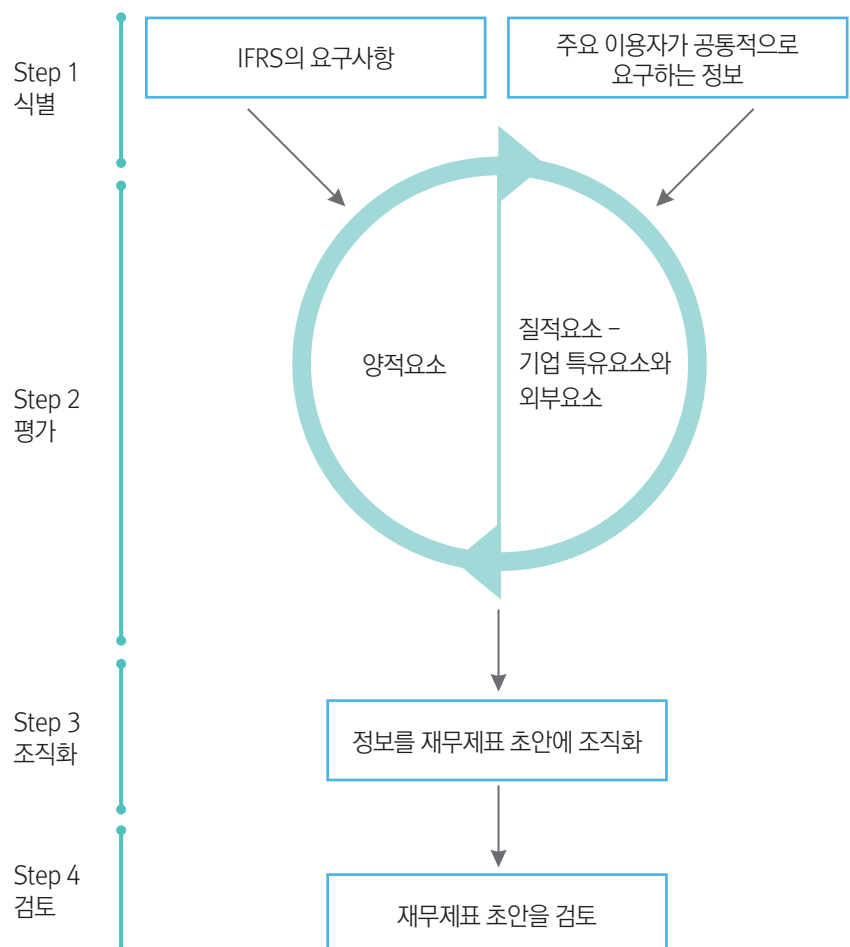 Step 1
식별
IFRS의 요구사항
주요 이용자가 공통적으로
요구하는 정보
Step 2
평가
양적요소
질적요소 –
기업 특유요소와
외부요소
Step 3
조직화
정보를 재무제표 초안에 조직화
Step 4
검토
재무제표 초안을 검토